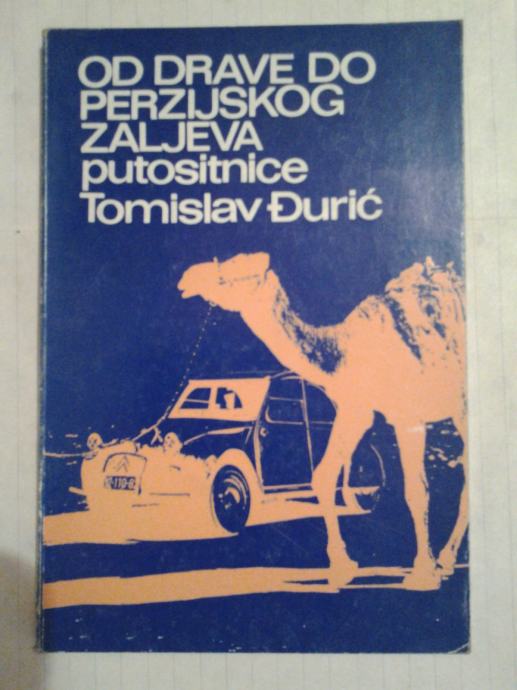 OD DRAVE DO
PERZIJSKOG
ZALJEVA
putositnice
Tomislav Đurić